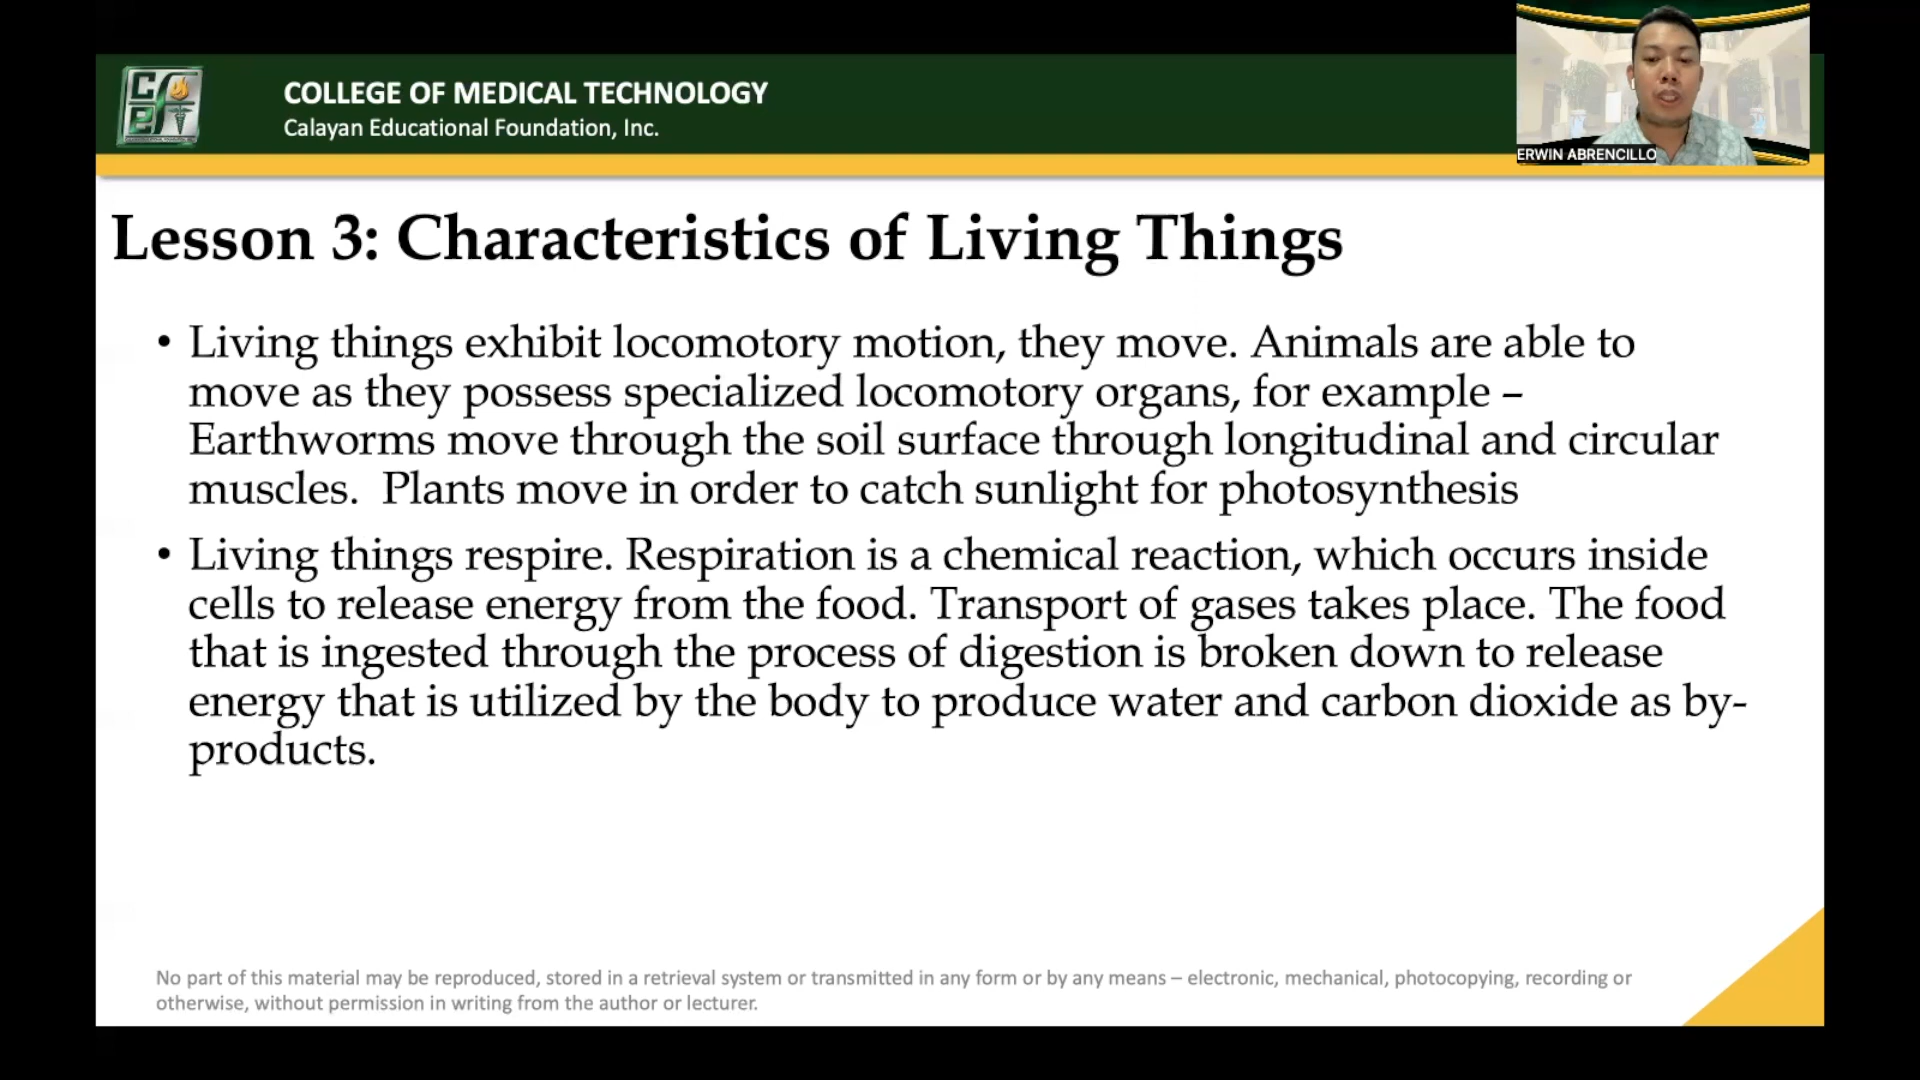 COLLEGE OF MEDICAL TECHNOLOGY
Calayan Educational Foundation, Inc.
ERWIN ABRENCILLO
Lesson 3: Characteristics of Living Things
• Living things exhibit locomotory motion, they move. Animals are able to
move as they possess specialized locomotory organs, for example –
Earthworms move through the soil surface through longitudinal and circular
muscles.  Plants move in order to catch sunlight for photosynthesis
• Living things respire. Respiration is a chemical reaction, which occurs inside
cells to release energy from the food. Transport of gases takes place. The food
that is ingested through the process of digestion is broken down to release
energy that is utilized by the body to produce water and carbon dioxide as by-
products.
No part of this material may be reproduced, stored in a retrieval system or transmitted in any form or by any means – electronic, mechanical, photocopying, recording or
otherwise, without permission in writing from the author or lecturer.